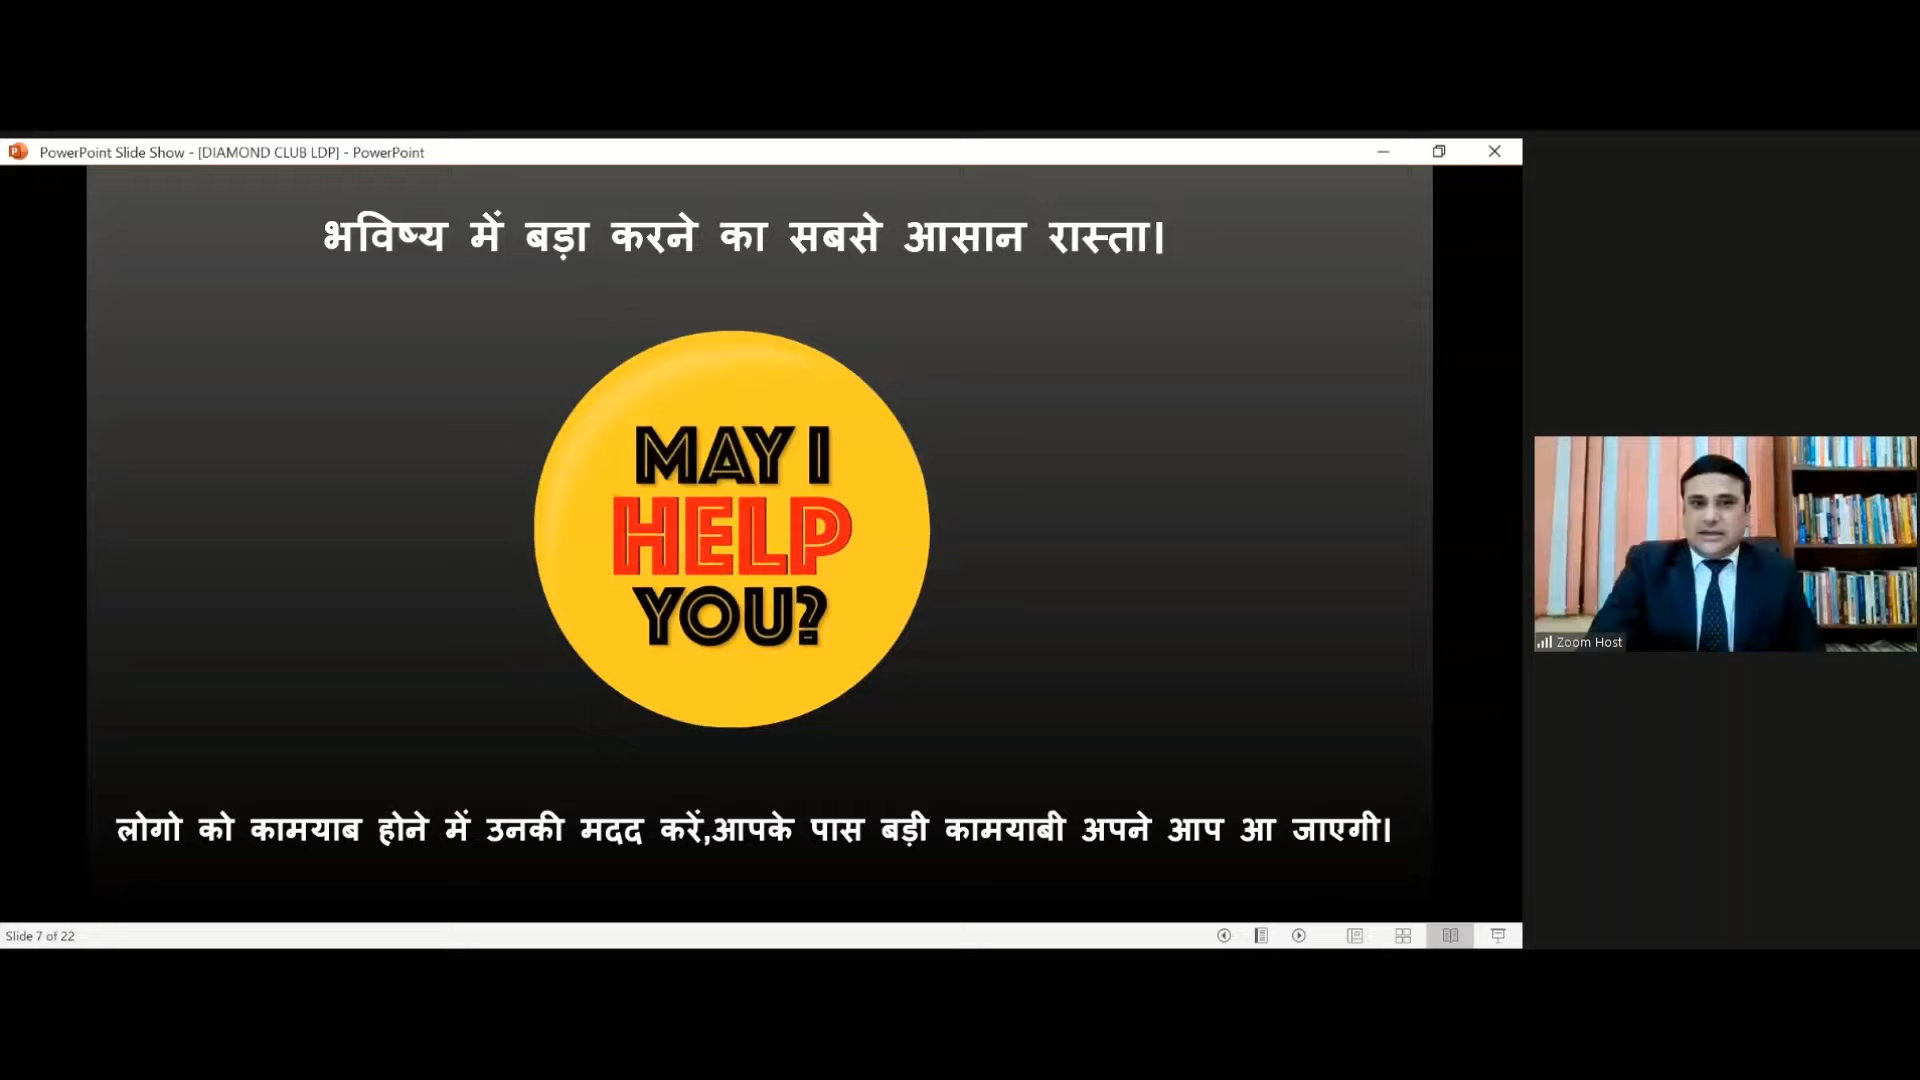 PowerPoint Slide Show - [DIAMOND CLUB LDP] - PowerPoint
भविष्य में बड़ा करने का सबसे आसान रास्ता।
MAY I
HELP
YOU?
लोगो को कामयाब होने में उनकी मदद करें,आपके पास बड़ी कामयाबी अपने आप आ जाएगी।
Zoom Host
Slide 7 of 22